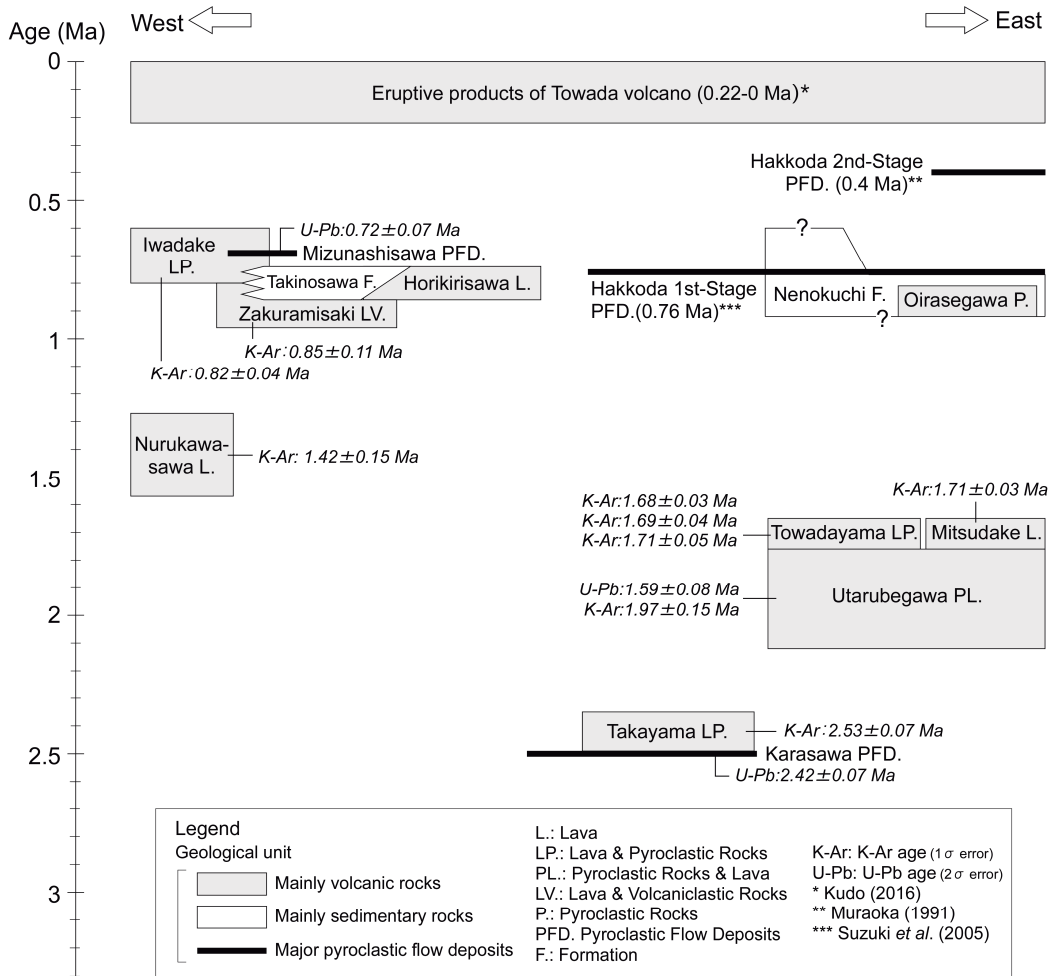 Age (Ma)
West
East
0
0.5
1
1.5
2
2.5
3
Eruptive products of Towada volcano (0.22-0 Ma)*
Hakkoda 2nd-Stage
PFD. (0.4 Ma)**
U-Pb:0.72±0.07 Ma
Iwadake
LP.
Mizunashisawa PFD.
Takinosawa F.
Horikirisawa L.
Zakuramisaki LV.
K-Ar:0.85±0.11 Ma
K-Ar:0.82±0.04 Ma
?
Hakkoda 1st-Stage
PFD.(0.76 Ma)***
Nenokuchi F.
Oirasegawa P.
?
Nurukawa-
sawa L.
K-Ar: 1.42±0.15 Ma
K-Ar:1.71±0.03 Ma
K-Ar:1.68±0.03 Ma
K-Ar:1.69±0.04 Ma
K-Ar:1.71±0.05 Ma
Towadayama LP.
Mitsudake L.
U-Pb:1.59±0.08 Ma
K-Ar:1.97±0.15 Ma
Utarubegawa PL.
Takayama LP.
K-Ar:2.53±0.07 Ma
Karasawa PFD.
U-Pb:2.42±0.07 Ma
Legend
Geological unit
Mainly volcanic rocks
Mainly sedimentary rocks
Major pyroclastic flow deposits
L.: Lava
LP.: Lava & Pyroclastic Rocks
PL.: Pyroclastic Rocks & Lava
LV.: Lava & Volcaniclastic Rocks
P.: Pyroclastic Rocks
PFD. Pyroclastic Flow Deposits
F.: Formation
K-Ar: K-Ar age (1σ error)
U-Pb: U-Pb age (2σ error)
* Kudo (2016)
** Muraoka (1991)
*** Suzuki et al. (2005)